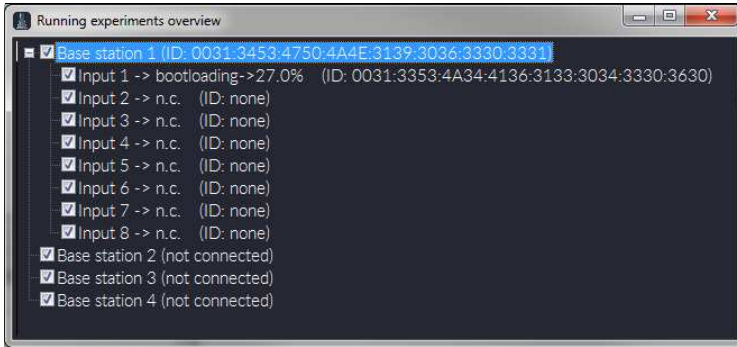 Running experiments overview
Base station 1 (ID: 0031:3453:4750:4A4E:3139:3036:3330:3331)
Input 1 -> bootloading->27.0% (ID: 0031:3353:4A34:4136:3133:3034:3330:3630)
Input 2 -> n.c. (ID: none)
Input 3 -> n.c. (ID: none)
Input 4 -> n.c. (ID: none)
Input 5 -> n.c. (ID: none)
Input 6 -> n.c. (ID: none)
Input 7 -> n.c. (ID: none)
Input 8 -> n.c. (ID: none)
Base station 2 (not connected)
Base station 3 (not connected)
Base station 4 (not connected)